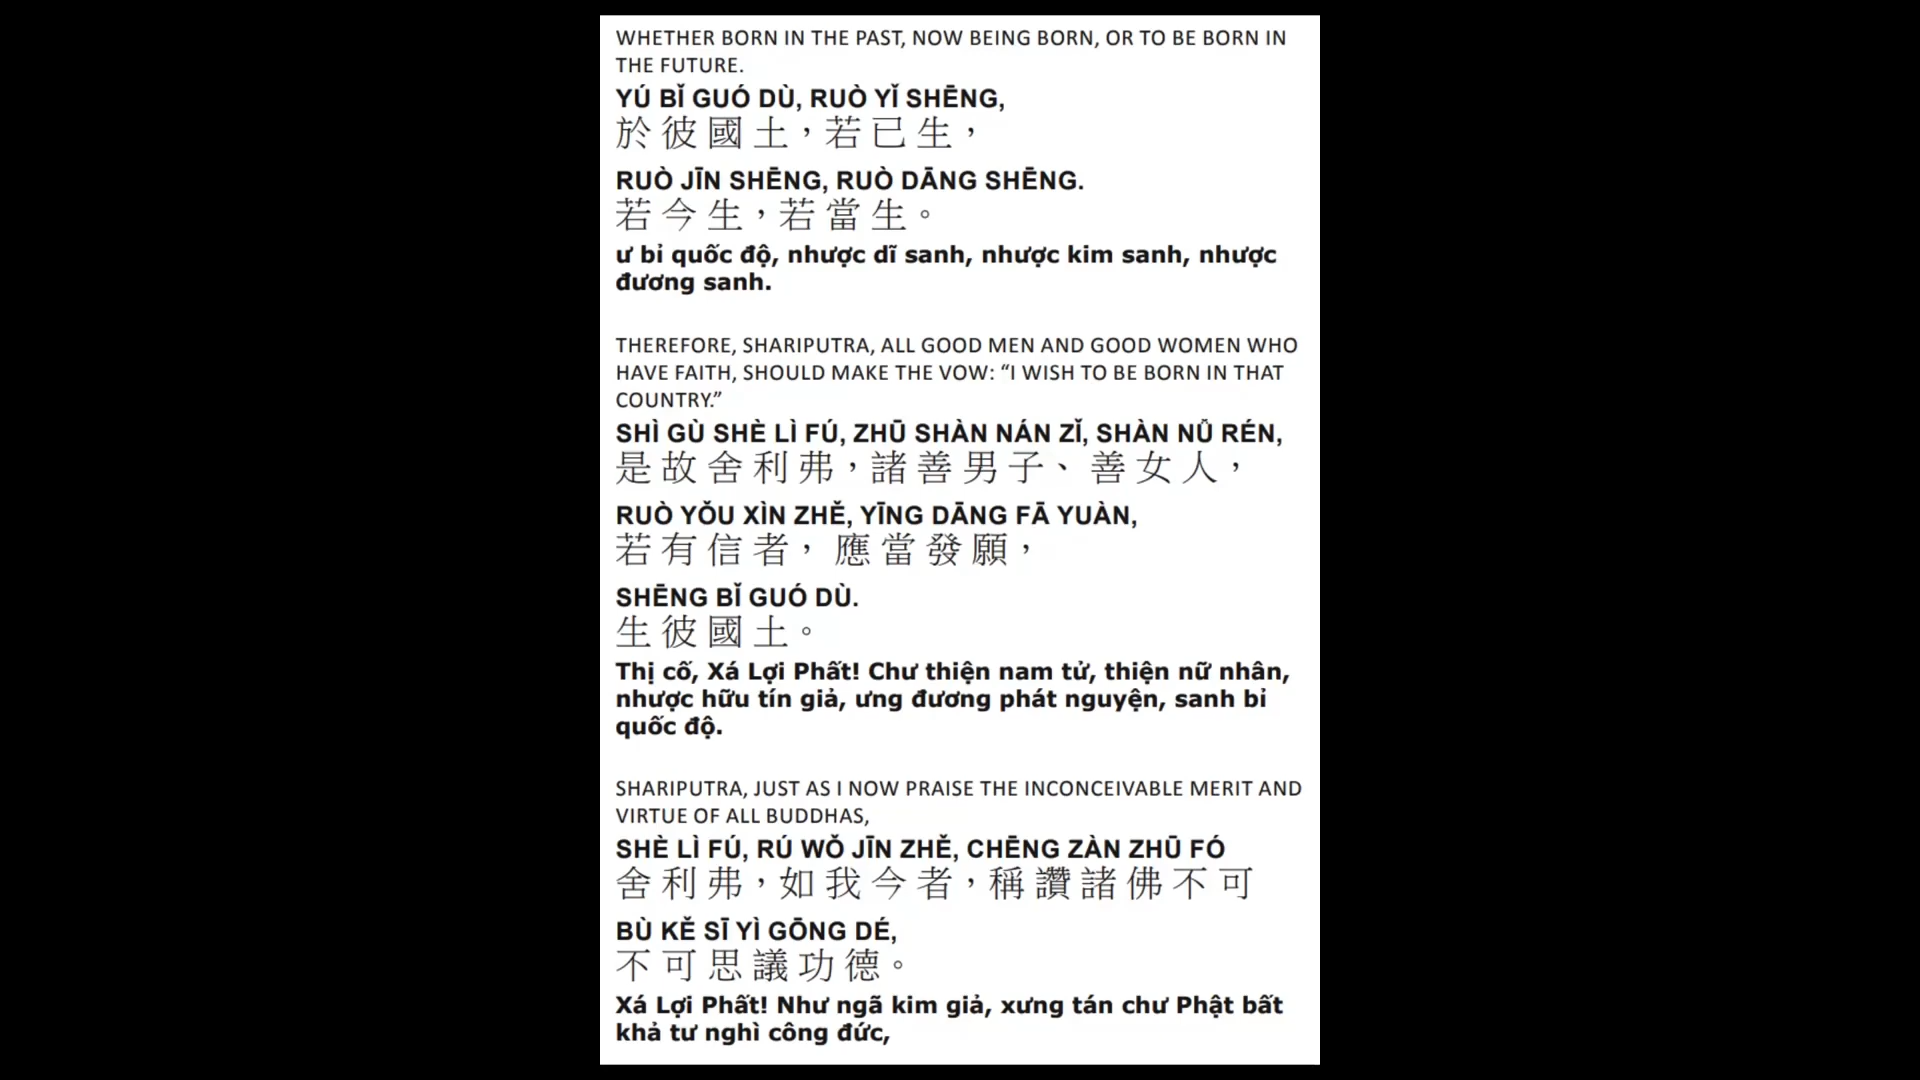 WHETHER BORN IN THE PAST, NOW BEING BORN, OR TO BE BORN IN
THE FUTURE.
YÚ BǏ GUÓ DÙ, RUÒ YǏ SHĒNG,
於彼國土，若已生，
RUÒ JĪN SHĒNG, RUÒ DĀNG SHĒNG.
若今生，若當生。
ư bỉ quốc độ, nhược dĩ sanh, nhược kim sanh, nhược
đương sanh.
THEREFORE, SHARIPUTRA, ALL GOOD MEN AND GOOD WOMEN WHO
HAVE FAITH, SHOULD MAKE THE VOW: “I WISH TO BE BORN IN THAT
COUNTRY.”
SHÌ GÙ SHÈ LÌ FÚ, ZHŪ SHÀN NÁN ZǏ, SHÀN NǙ RÉN,
是故舍利弗，諸善男子、善女人，
RUÒ YǑU XÌN ZHĚ, YĪNG DĀNG FĀ YUÀN,
若有信者，應當發願，
SHĒNG BǏ GUÓ DÙ.
生彼國土。
Thị cố, Xá Lợi Phất! Chư thiện nam tử, thiện nữ nhân,
nhược hữu tín giả, ưng đương phát nguyện, sanh bỉ
quốc độ.
SHARIPUTRA, JUST AS I NOW PRAISE THE INCONCEIVABLE MERIT AND
VIRTUE OF ALL BUDDHAS,
SHÈ LÌ FÚ, RÚ WǑ JĪN ZHĚ, CHĒNG ZÀN ZHŪ FÓ
舍利弗，如我今者，稱讚諸佛不可
BÙ KĚ SĪ YÌ GŌNG DÉ,
不可思議功德。
Xá Lợi Phất! Như ngã kim giả, xưng tán chư Phật bất
khả tư nghì công đức,